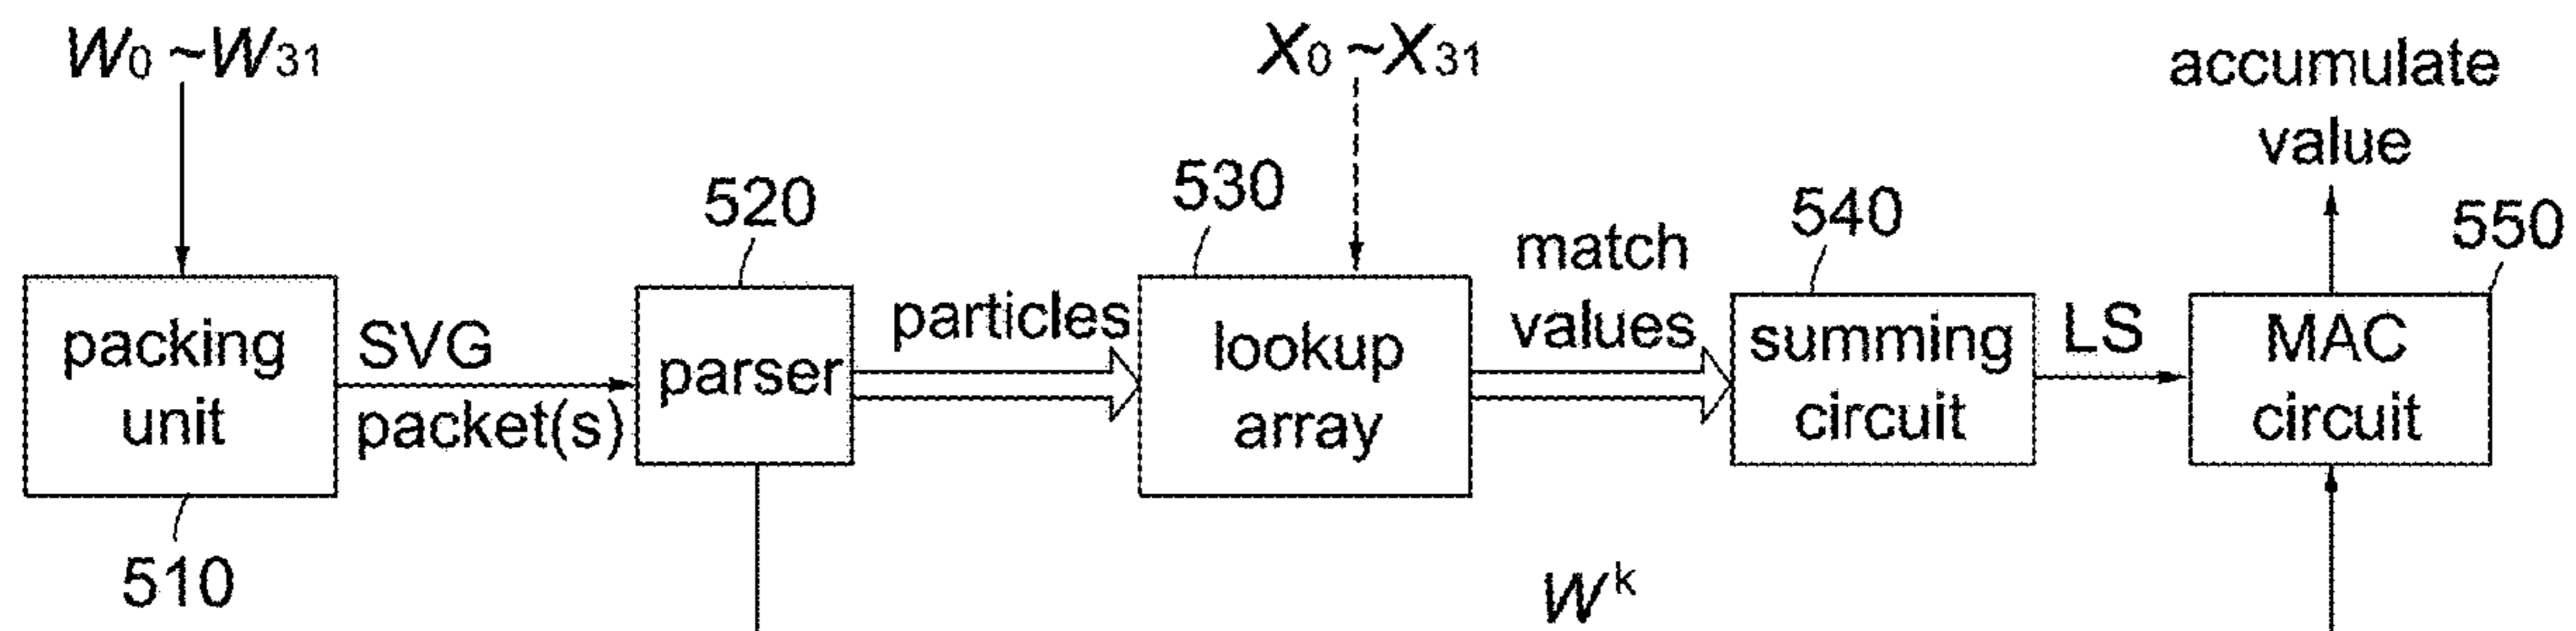 W0 ~W31
X0 ~X31
accumulate
value
520
530
540
550
packing
unit
SVG
packet(s)
parser
particles
lookup
array
match
values
summing
circuit
LS
MAC
circuit
510
Wk